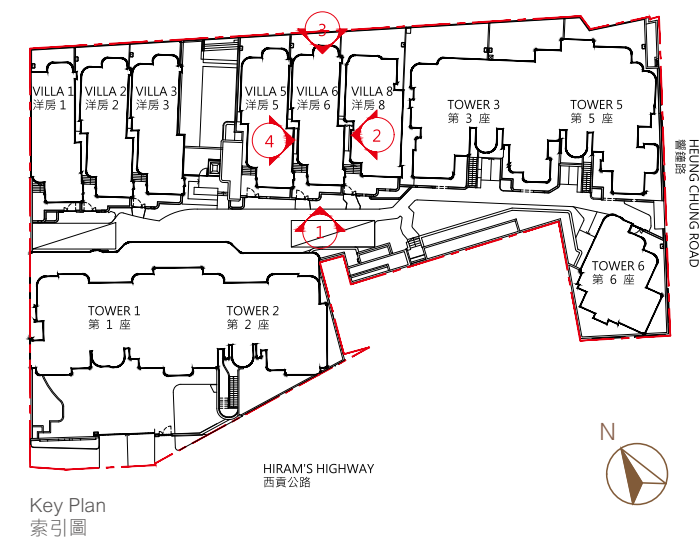 3
VILLA 1
洋房 1
VILLA 2
洋房 2
VILLA 3
洋房 3
VILLA 5
洋房 5
VILLA 6
洋房 6
VILLA 8
洋房 8
TOWER 3
第 3 座
TOWER 5
第 5 座
4
2
HEUNG CHUNG ROAD
響鐘路
1
TOWER 6
第 6 座
TOWER 1
第 1 座
TOWER 2
第 2 座
N
HIRAM'S HIGHWAY
西貢公路
Key Plan
索引圖